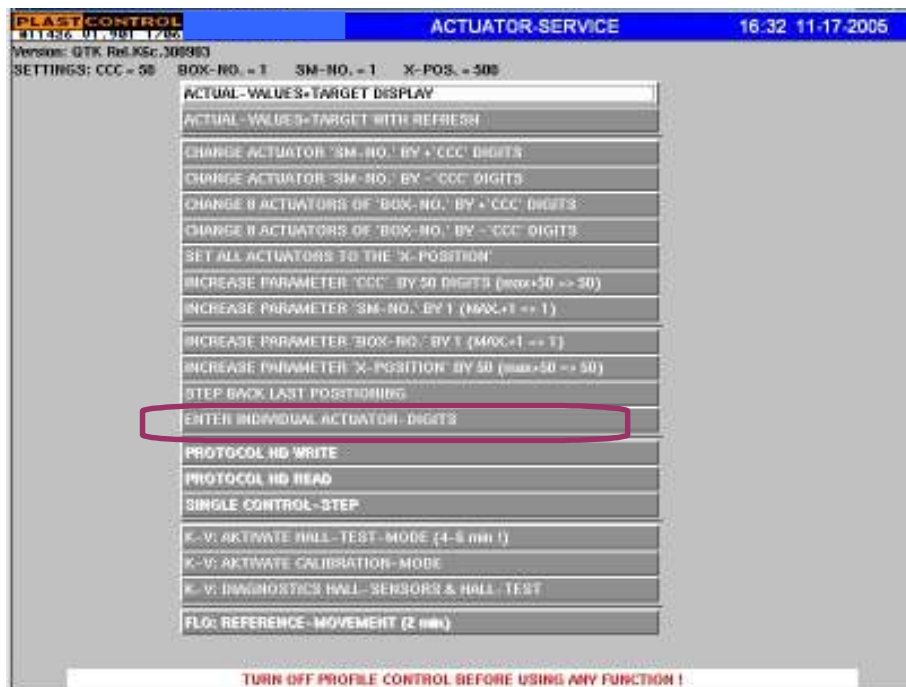 PLAST CONTROL
ACTUATOR-SERVICE
16:32 11-17-2005
Version: QTK Rel.K6c.300903
SETTINGS: CCC = 50 BOX-NO. = 1 SM-NO. = 1 X-POS. = 500
ACTUAL-VALUES+TARGET DISPLAY
ACTUAL-VALUES+TARGET WITH REFRESH
CHANGE ACTUATOR 'SM-NO.' BY +'CCC' DIGITS
CHANGE ACTUATOR 'SM-NO.' BY -'CCC' DIGITS
CHANGE 8 ACTUATORS OF 'BOX-NO.' BY +'CCC' DIGITS
CHANGE 8 ACTUATORS OF 'BOX-NO.' BY -'CCC' DIGITS
SET ALL ACTUATORS TO THE 'X-POSITION'
INCREASE PARAMETER 'CCC' BY 50 DIGITS (max+50 => 50)
INCREASE PARAMETER 'SM-NO.' BY 1 (MAX.+1 => 1)
INCREASE PARAMETER 'BOX-NO.' BY 1 (MAX.+1 => 1)
INCREASE PARAMETER 'X-POSITION' BY 50 (max+50 => 50)
STEP BACK LAST POSITIONING
ENTER INDIVIDUAL ACTUATOR-DIGITS
PROTOCOL HD WRITE
PROTOCOL HD READ
SINGLE CONTROL-STEP
K-V: AKTIVATE HALL-TEST-MODE (4-6 min !)
K-V: AKTIVATE CALIBRATION-MODE
K-V: DIAGNOSTICS HALL-SENSORS & HALL-TEST
FLO: REFERENCE-MOVEMENT (2 min.)
TURN OFF PROFILE CONTROL BEFORE USING ANY FUNCTION !